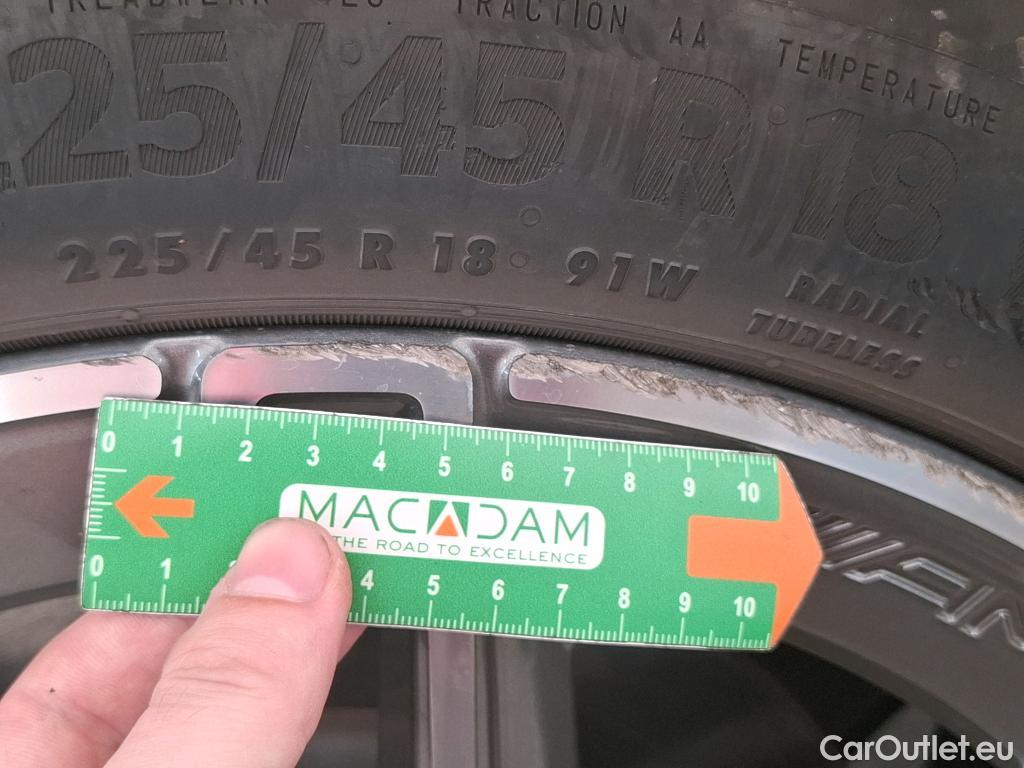 TRACTION AA TEMPERATURE
25/45 R 18
225/45 R 18 91W
RADIAL
TUBELESS
0 1 2 3 4 5 6 7 8 9 10
MACADAM
THE ROAD TO EXCELLENCE
0 1 4 5 6 7 8 9 10
CarOutlet.eu